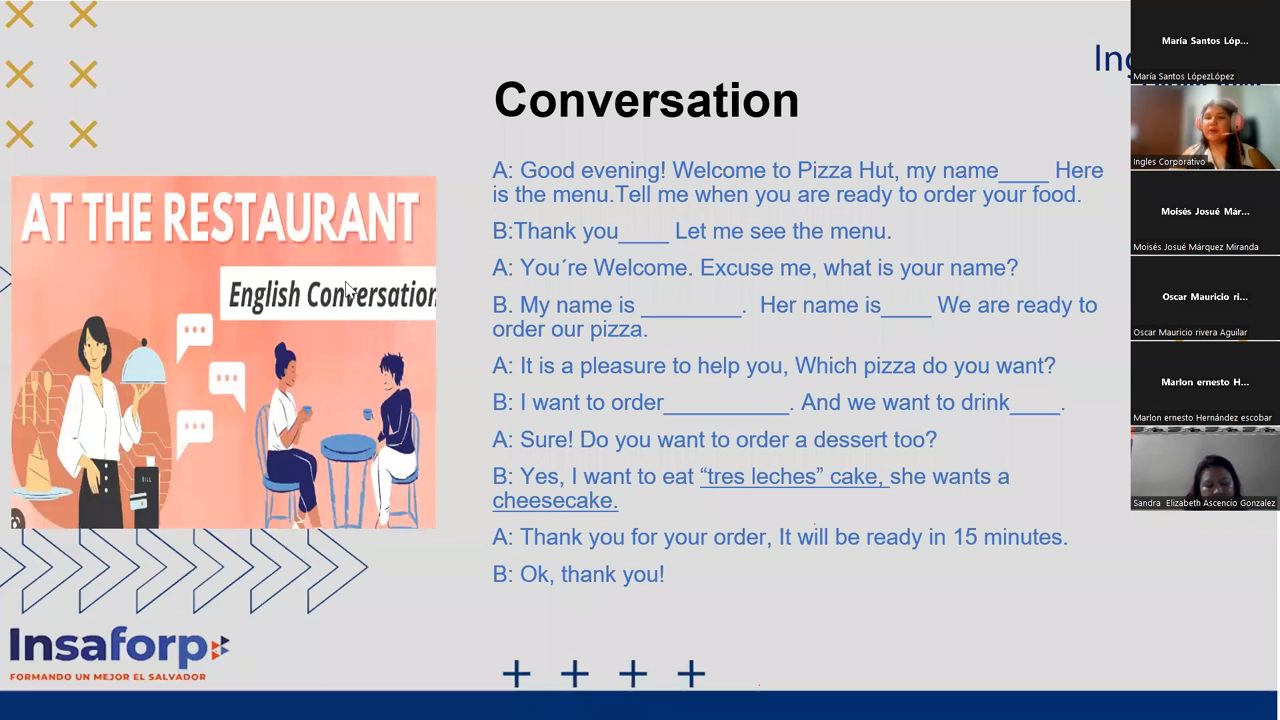 Conversation
A: Good evening! Welcome to Pizza Hut, my name____ Here
is the menu.Tell me when you are ready to order your food.
B:Thank you____ Let me see the menu.
A: You´re Welcome. Excuse me, what is your name?
B. My name is ________.  Her name is____ We are ready to
order our pizza.
A: It is a pleasure to help you, Which pizza do you want?
B: I want to order__________. And we want to drink____.
A: Sure! Do you want to order a dessert too?
B: Yes, I want to eat “tres leches” cake, she wants a
cheesecake.
A: Thank you for your order, It will be ready in 15 minutes.
B: Ok, thank you!
AT THE RESTAURANT
English Conversation
BILL
Insaforp
FORMANDO UN MEJOR EL SALVADOR
María Santos Lóp...
María Santos LópezLópez
Ingles Corporativo
Moisés Josué Már...
Moisés Josué Márquez Miranda
Oscar Mauricio ri...
Oscar Mauricio rivera Aguilar
Marlon ernesto H...
Marlon ernesto Hernández escobar
Sandra Elizabeth Ascencio Gonzalez